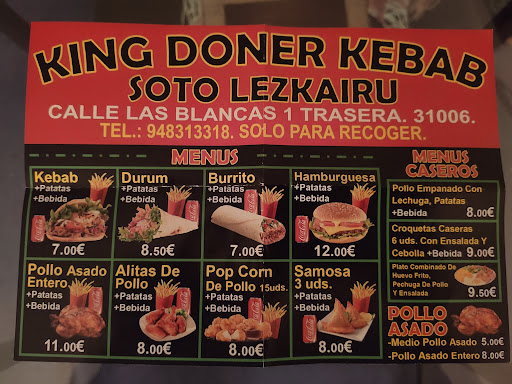 KING DONER KEBAB
SOTO LEZKAIRU
CALLE LAS BLANCAS 1 TRASERA. 31006.
TEL.: 948313318. SOLO PARA RECOGER.
MENUS
Kebab
+Patatas
+Bebida
7.00€
Durum
+Patatas
+Bebida
8.50€
Burrito
+Patatas
+Bebida
7.00€
Hamburguesa
+Patatas
+Bebida
12.00€
Pollo Asado
Entero
+Patatas
+Bebida
11.00€
Alitas De
Pollo
+Patatas
+Bebida
8.00€
Pop Corn
De Pollo 15uds.
+Patatas
+Bebida
8.00€
Samosa
3 uds.
+Patatas
+Bebida
8.00€
MENUS
CASEROS
Pollo Empanado Con
Lechuga, Patatas
+Bebida 8.00€
Croquetas Caseras
6 uds. Con Ensalada Y
Cebolla +Bebida 9.00€
Plato Combinado De
Huevo Frito,
Pechuga De Pollo
Y Ensalada 9.50€
POLLO
ASADO
-Medio Pollo Asado 5.00€
-Pollo Asado Entero 8.00€